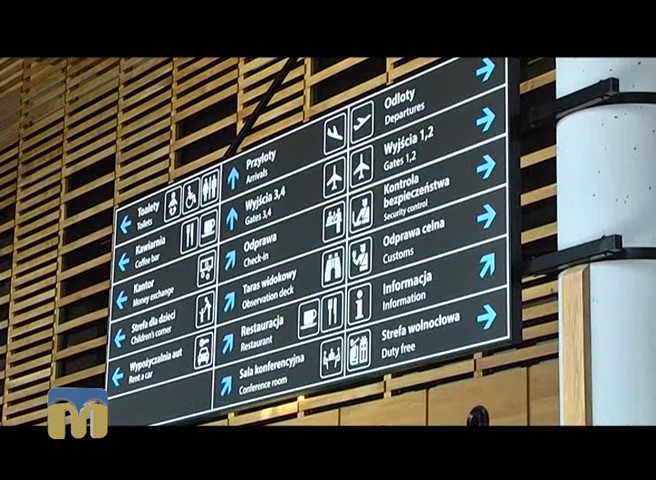 Toalety
Toilets
Kawiarnia
Coffee bar
Kantor
Money exchange
Strefa dla dzieci
Children's corner
Wypożyczalnia aut
Rent a car
Przyloty
Arrivals
Wyjścia 3,4
Gates 3,4
Odprawa
Check-in
Taras widokowy
Observation deck
Restauracja
Restaurant
Sala konferencyjna
Conference room
Odloty
Departures
Wyjścia 1,2
Gates 1,2
Kontrola
bezpieczeństwa
Security control
Odprawa celna
Customs
Informacja
Information
Strefa wolnocłowa
Duty free
m